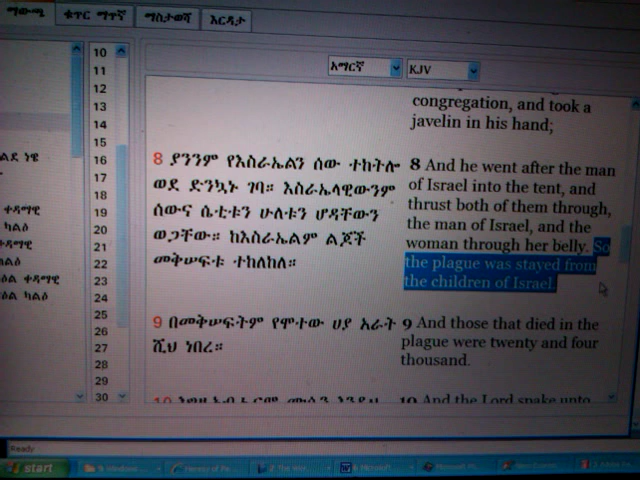 ማውጫ
ቁጥር ማጥኛ
ማስታወሻ
እርዳታ
አማርኛ
KJV
10
11
12
13
14
15
16
17
18
19
20
21
22
23
24
25
26
27
28
29
30
ካልዕ
ቀዳማዊ
congregation, and took a
javelin in his hand;
8 ያንንም የእስራኤልን ሰው ተከትሎ
ወደ ድንኳኑ ገባ። እስራኤላዊውንም
ሰውና ሴቲቱን ሁለቱን ሆዳቸውን
ወጋቸው። ከእስራኤልም ልጆች
መቅሠፍቱ ተከለከለ።
8 And he went after the man
of Israel into the tent, and
thrust both of them through,
the man of Israel, and the
woman through her belly. So
the plague was stayed from
the children of Israel.
9 በመቅሠፍትም የሞተው ሀያ አራት
ሺህ ነበረ።
9 And those that died in the
plague were twenty and four
thousand.
10 And the Lord spake unto
Ready
start